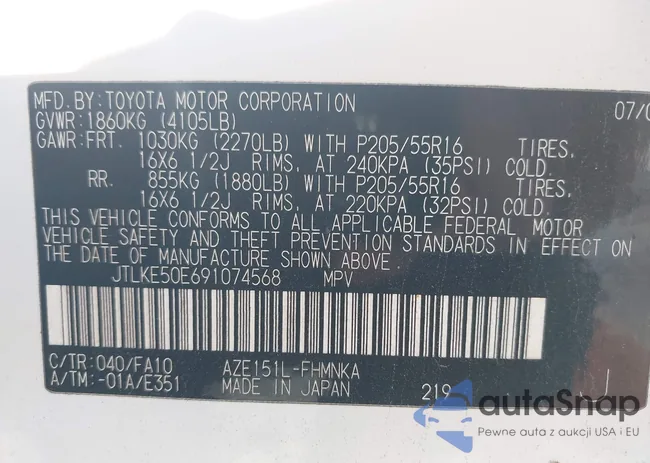 MFD.BY:TOYOTA MOTOR CORPORATION 07/0
GVWR:1860KG (4105LB)
GAWR:FRT. 1030KG (2270LB) WITH P205/55R16 TIRES,
16X6 1/2J RIMS, AT 240KPA (35PSI) COLD.
RR. 855KG (1880LB) WITH P205/55R16 TIRES,
16X6 1/2J RIMS, AT 220KPA (32PSI) COLD.
THIS VEHICLE CONFORMS TO ALL APPLICABLE FEDERAL MOTOR
VEHICLE SAFETY AND THEFT PREVENTION STANDARDS IN EFFECT ON
THE DATE OF MANUFACTURE SHOWN ABOVE.
JTLKE50E691074568 MPV
C/TR:040/FA10 AZE151L-FHMNKA
A/TM:-01A/E351 MADE IN JAPAN 219
autoSnap
Pewne auta z aukcji USA i EU